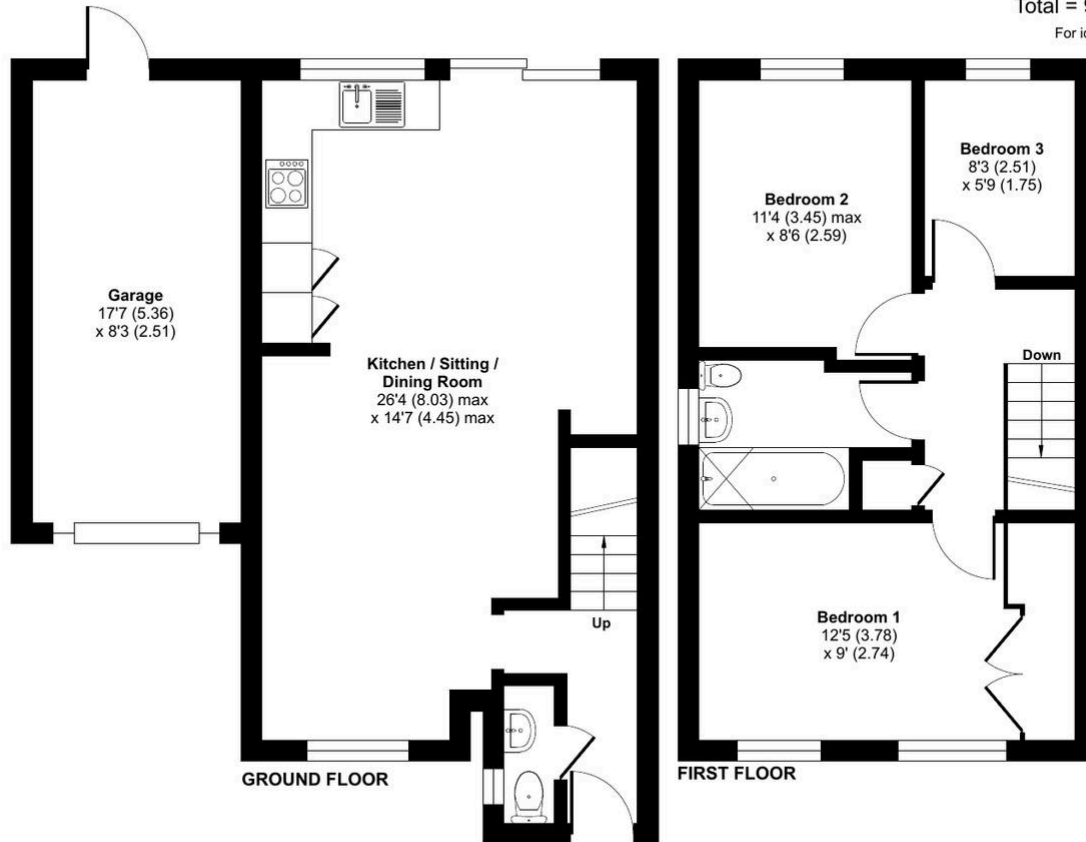 Total = 9
For id
Garage
17'7 (5.36)
x 8'3 (2.51)
Kitchen / Sitting /
Dining Room
26'4 (8.03) max
x 14'7 (4.45) max
Up
GROUND FLOOR
Bedroom 2
11'4 (3.45) max
x 8'6 (2.59)
Bedroom 3
8'3 (2.51)
x 5'9 (1.75)
Down
Bedroom 1
12'5 (3.78)
x 9' (2.74)
FIRST FLOOR